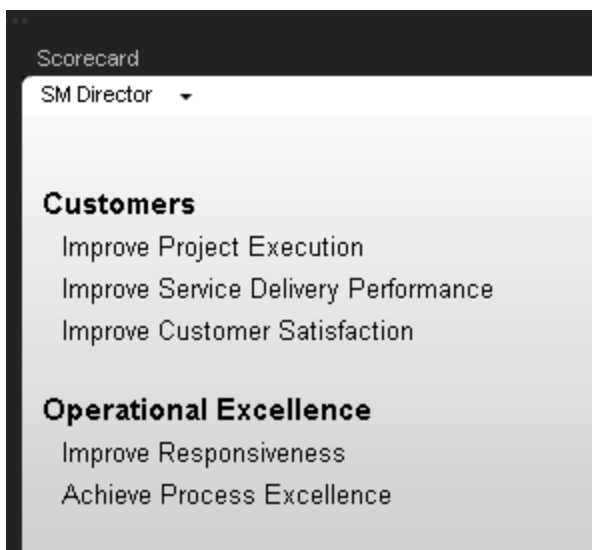 Scorecard
SM Director
Customers
Improve Project Execution
Improve Service Delivery Performance
Improve Customer Satisfaction
Operational Excellence
Improve Responsiveness
Achieve Process Excellence